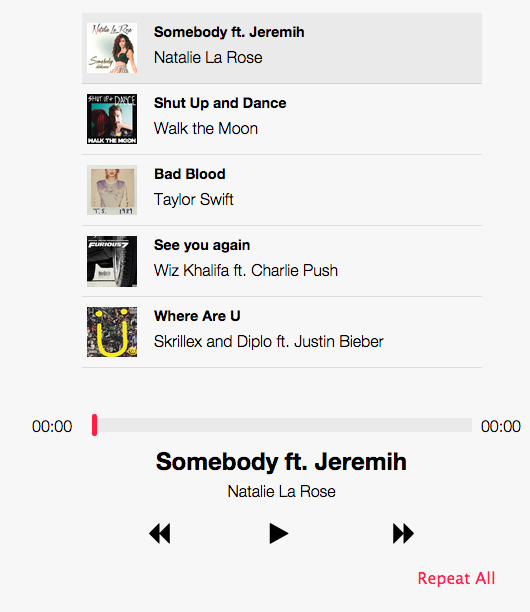 Natalie La Rose
Somebody
Somebody ft. Jeremih
Natalie La Rose
SHUT UP + DANCE
WALK THE MOON
Shut Up and Dance
Walk the Moon
T. S. 1989
Bad Blood
Taylor Swift
FURIOUS 7
See you again
Wiz Khalifa ft. Charlie Push
Where Are U
Skrillex and Diplo ft. Justin Bieber
00:00
00:00
Somebody ft. Jeremih
Natalie La Rose
Repeat All